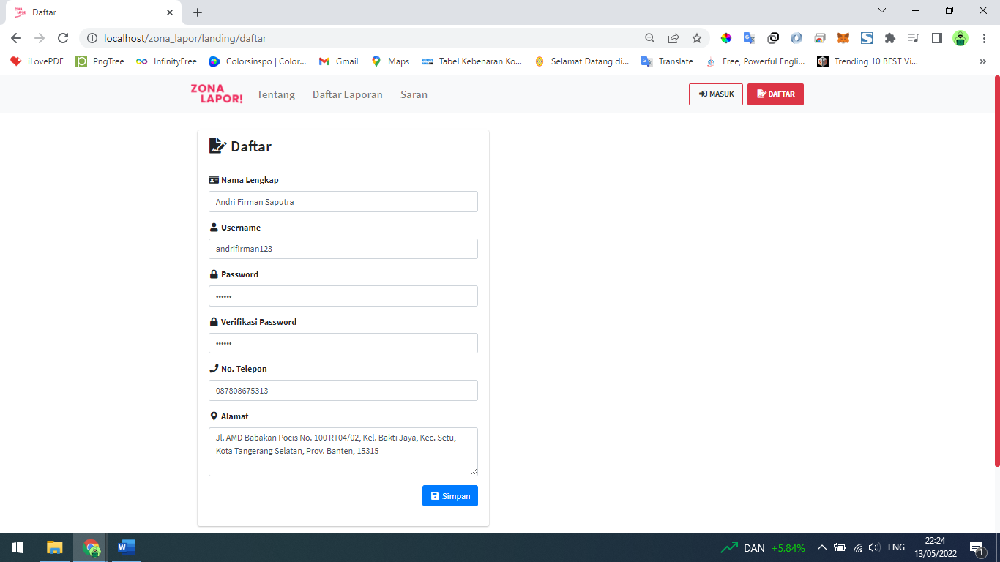 Daftar
localhost/zona_lapor/landing/daftar
iLovePDF PngTree InfinityFree Colorsinspo | Color... Gmail Maps Tabel Kebenaran Ko... Selamat Datang di... Translate Free, Powerful Engli... Trending 10 BEST Vi... »
ZONA LAPOR! Tentang Daftar Laporan Saran MASUK DAFTAR
Daftar
Nama Lengkap
Andri Firman Saputra
Username
andrifirman123
Password
••••••
Verifikasi Password
••••••
No. Telepon
087808675313
Alamat
Jl. AMD Babakan Pocis No. 100 RT04/02, Kel. Bakti Jaya, Kec. Setu,
Kota Tangerang Selatan, Prov. Banten, 15315
Simpan
DAN +5,84% ENG 22:24
13/05/2022 1